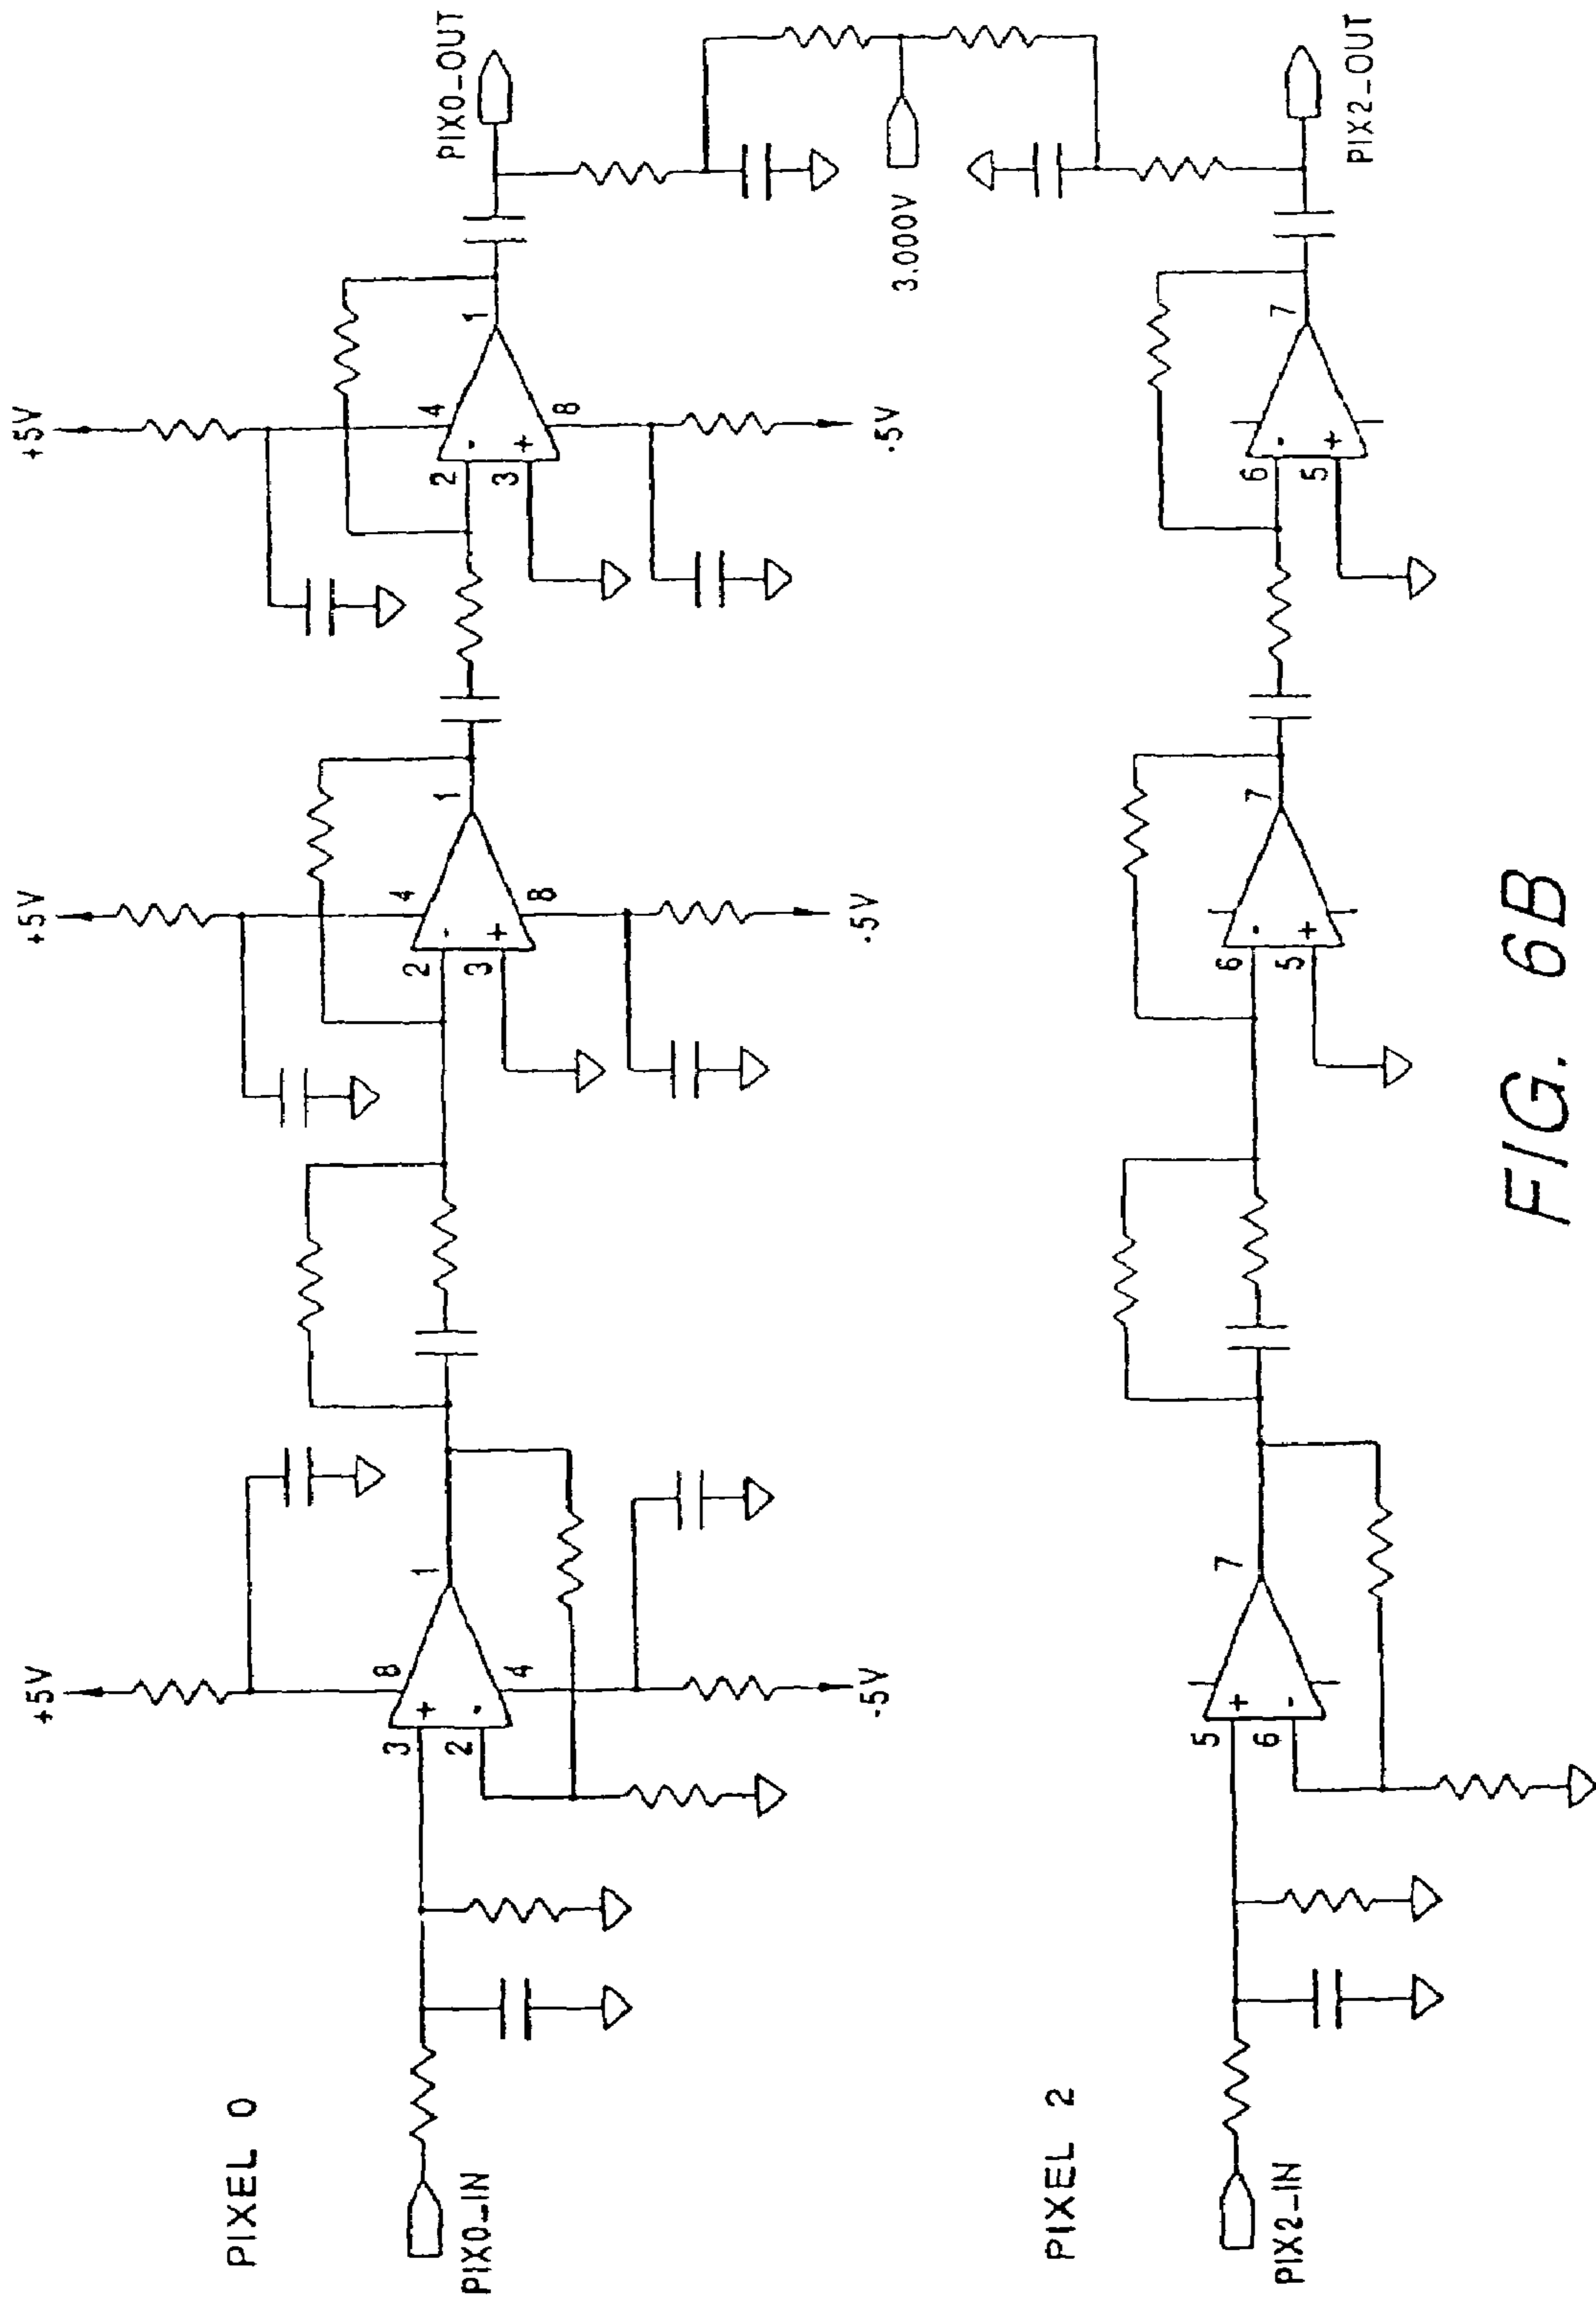 +5V
+5V
+5V
PIXEL 0
8
4
4
3
+
1
2
-
1
2
-
1
PIX0_OUT
2
-
4
3
+
8
3
+
8
PIX0_IN
-5V
-5V
-5V
3.000V
PIXEL 2
5
+
7
6
-
7
6
-
7
6
-
5
+
5
+
PIX2_IN
PIX2_OUT
FIG. 6B